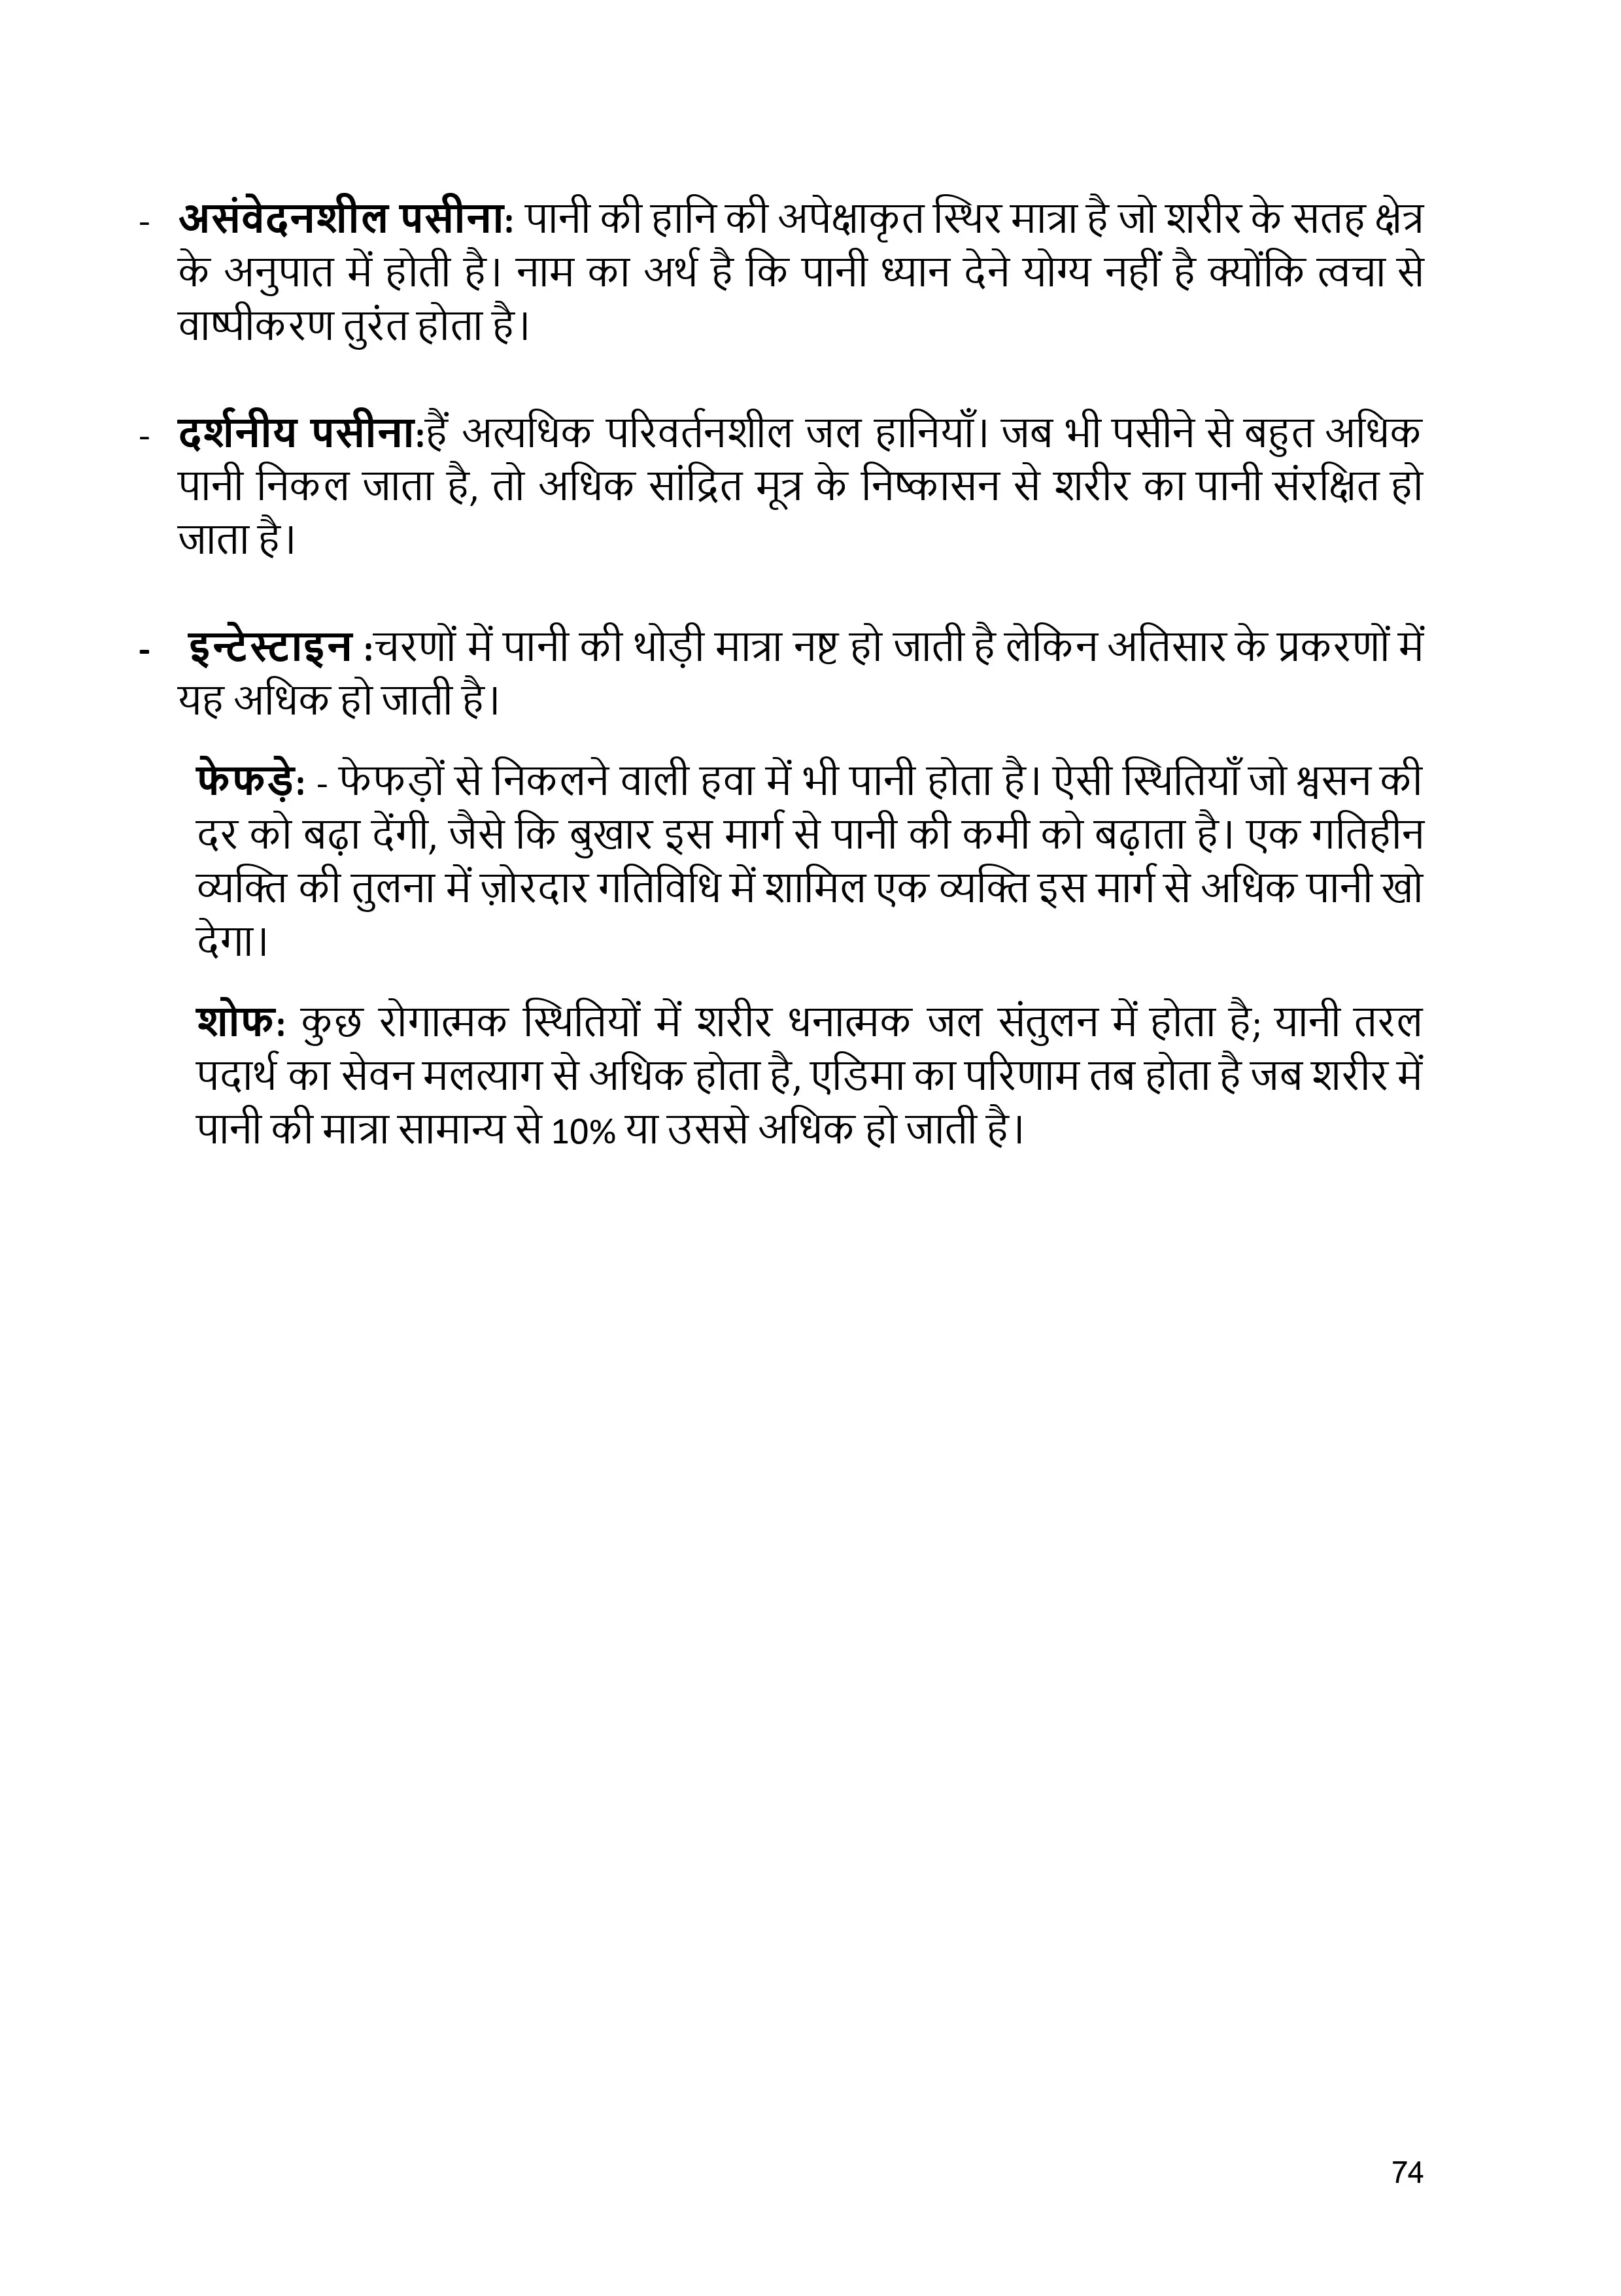 - असंवेदनशील पसीना: पानी की हानि की अपेक्षाकृत स्थिर मात्रा है जो शरीर के सतह क्षेत्र
के अनुपात में होती है। नाम का अर्थ है कि पानी ध्यान देने योग्य नहीं है क्योंकि त्वचा से
वाष्पीकरण तुरंत होता है।
- दर्शनीय पसीना:हैं अत्यधिक परिवर्तनशील जल हानियाँ। जब भी पसीने से बहुत अधिक
पानी निकल जाता है, तो अधिक सांद्रित मूत्र के निष्कासन से शरीर का पानी संरक्षित हो
जाता है।
- इन्टेस्टाइन :चरणों में पानी की थोड़ी मात्रा नष्ट हो जाती है लेकिन अतिसार के प्रकरणों में
यह अधिक हो जाती है।
फेफड़े: - फेफड़ों से निकलने वाली हवा में भी पानी होता है। ऐसी स्थितियाँ जो श्वसन की
दर को बढ़ा देंगी, जैसे कि बुखार इस मार्ग से पानी की कमी को बढ़ाता है। एक गतिहीन
व्यक्ति की तुलना में ज़ोरदार गतिविधि में शामिल एक व्यक्ति इस मार्ग से अधिक पानी खो
देगा।
शोफ: कुछ रोगात्मक स्थितियों में शरीर धनात्मक जल संतुलन में होता है; यानी तरल
पदार्थ का सेवन मलत्याग से अधिक होता है, एडिमा का परिणाम तब होता है जब शरीर में
पानी की मात्रा सामान्य से 10% या उससे अधिक हो जाती है।
74